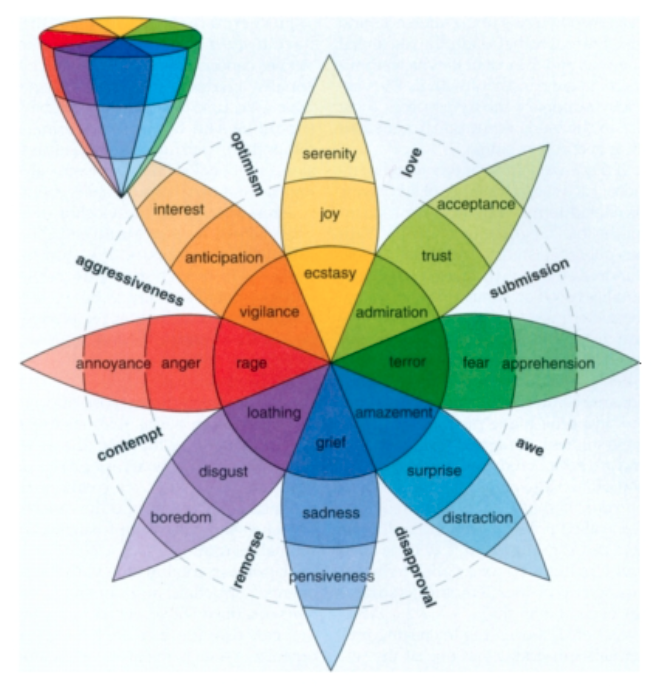 optimism
serenity
love
interest
acceptance
joy
anticipation
trust
aggressiveness
ecstasy
submission
vigilance
admiration
annoyance
anger
rage
terror
fear
apprehension
loathing
amazement
contempt
grief
awe
disgust
surprise
boredom
sadness
distraction
remorse
disapproval
pensiveness